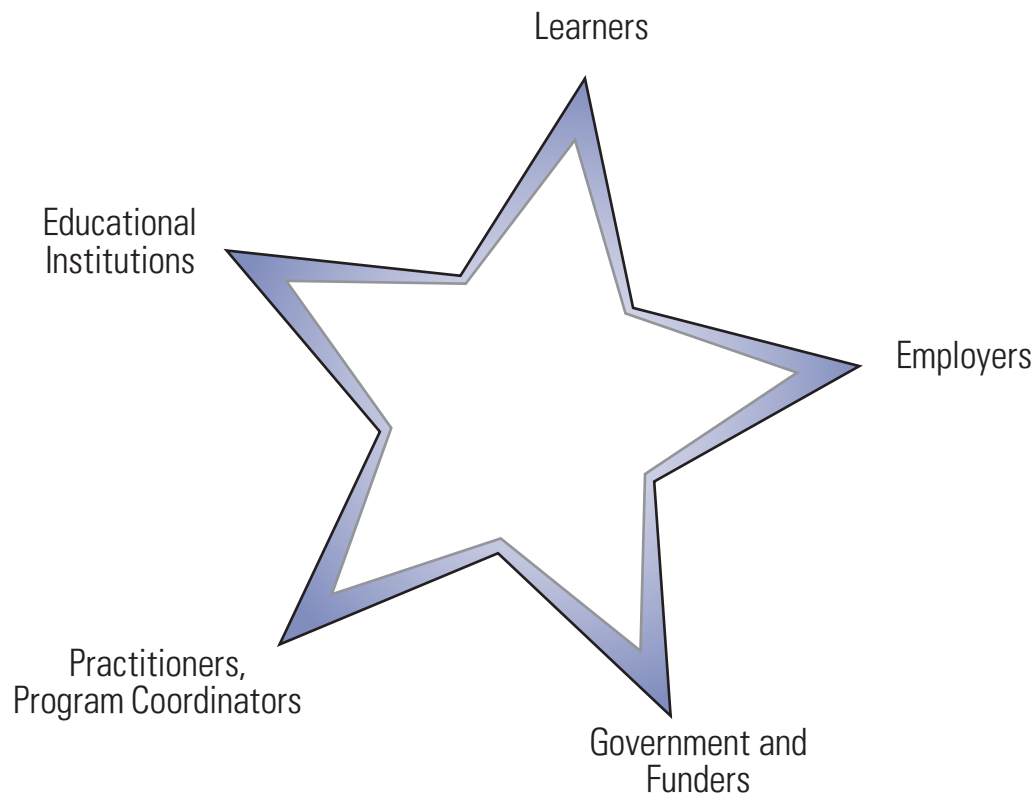 Learners
Educational
Institutions
Employers
Practitioners,
Program Coordinators
Government and
Funders